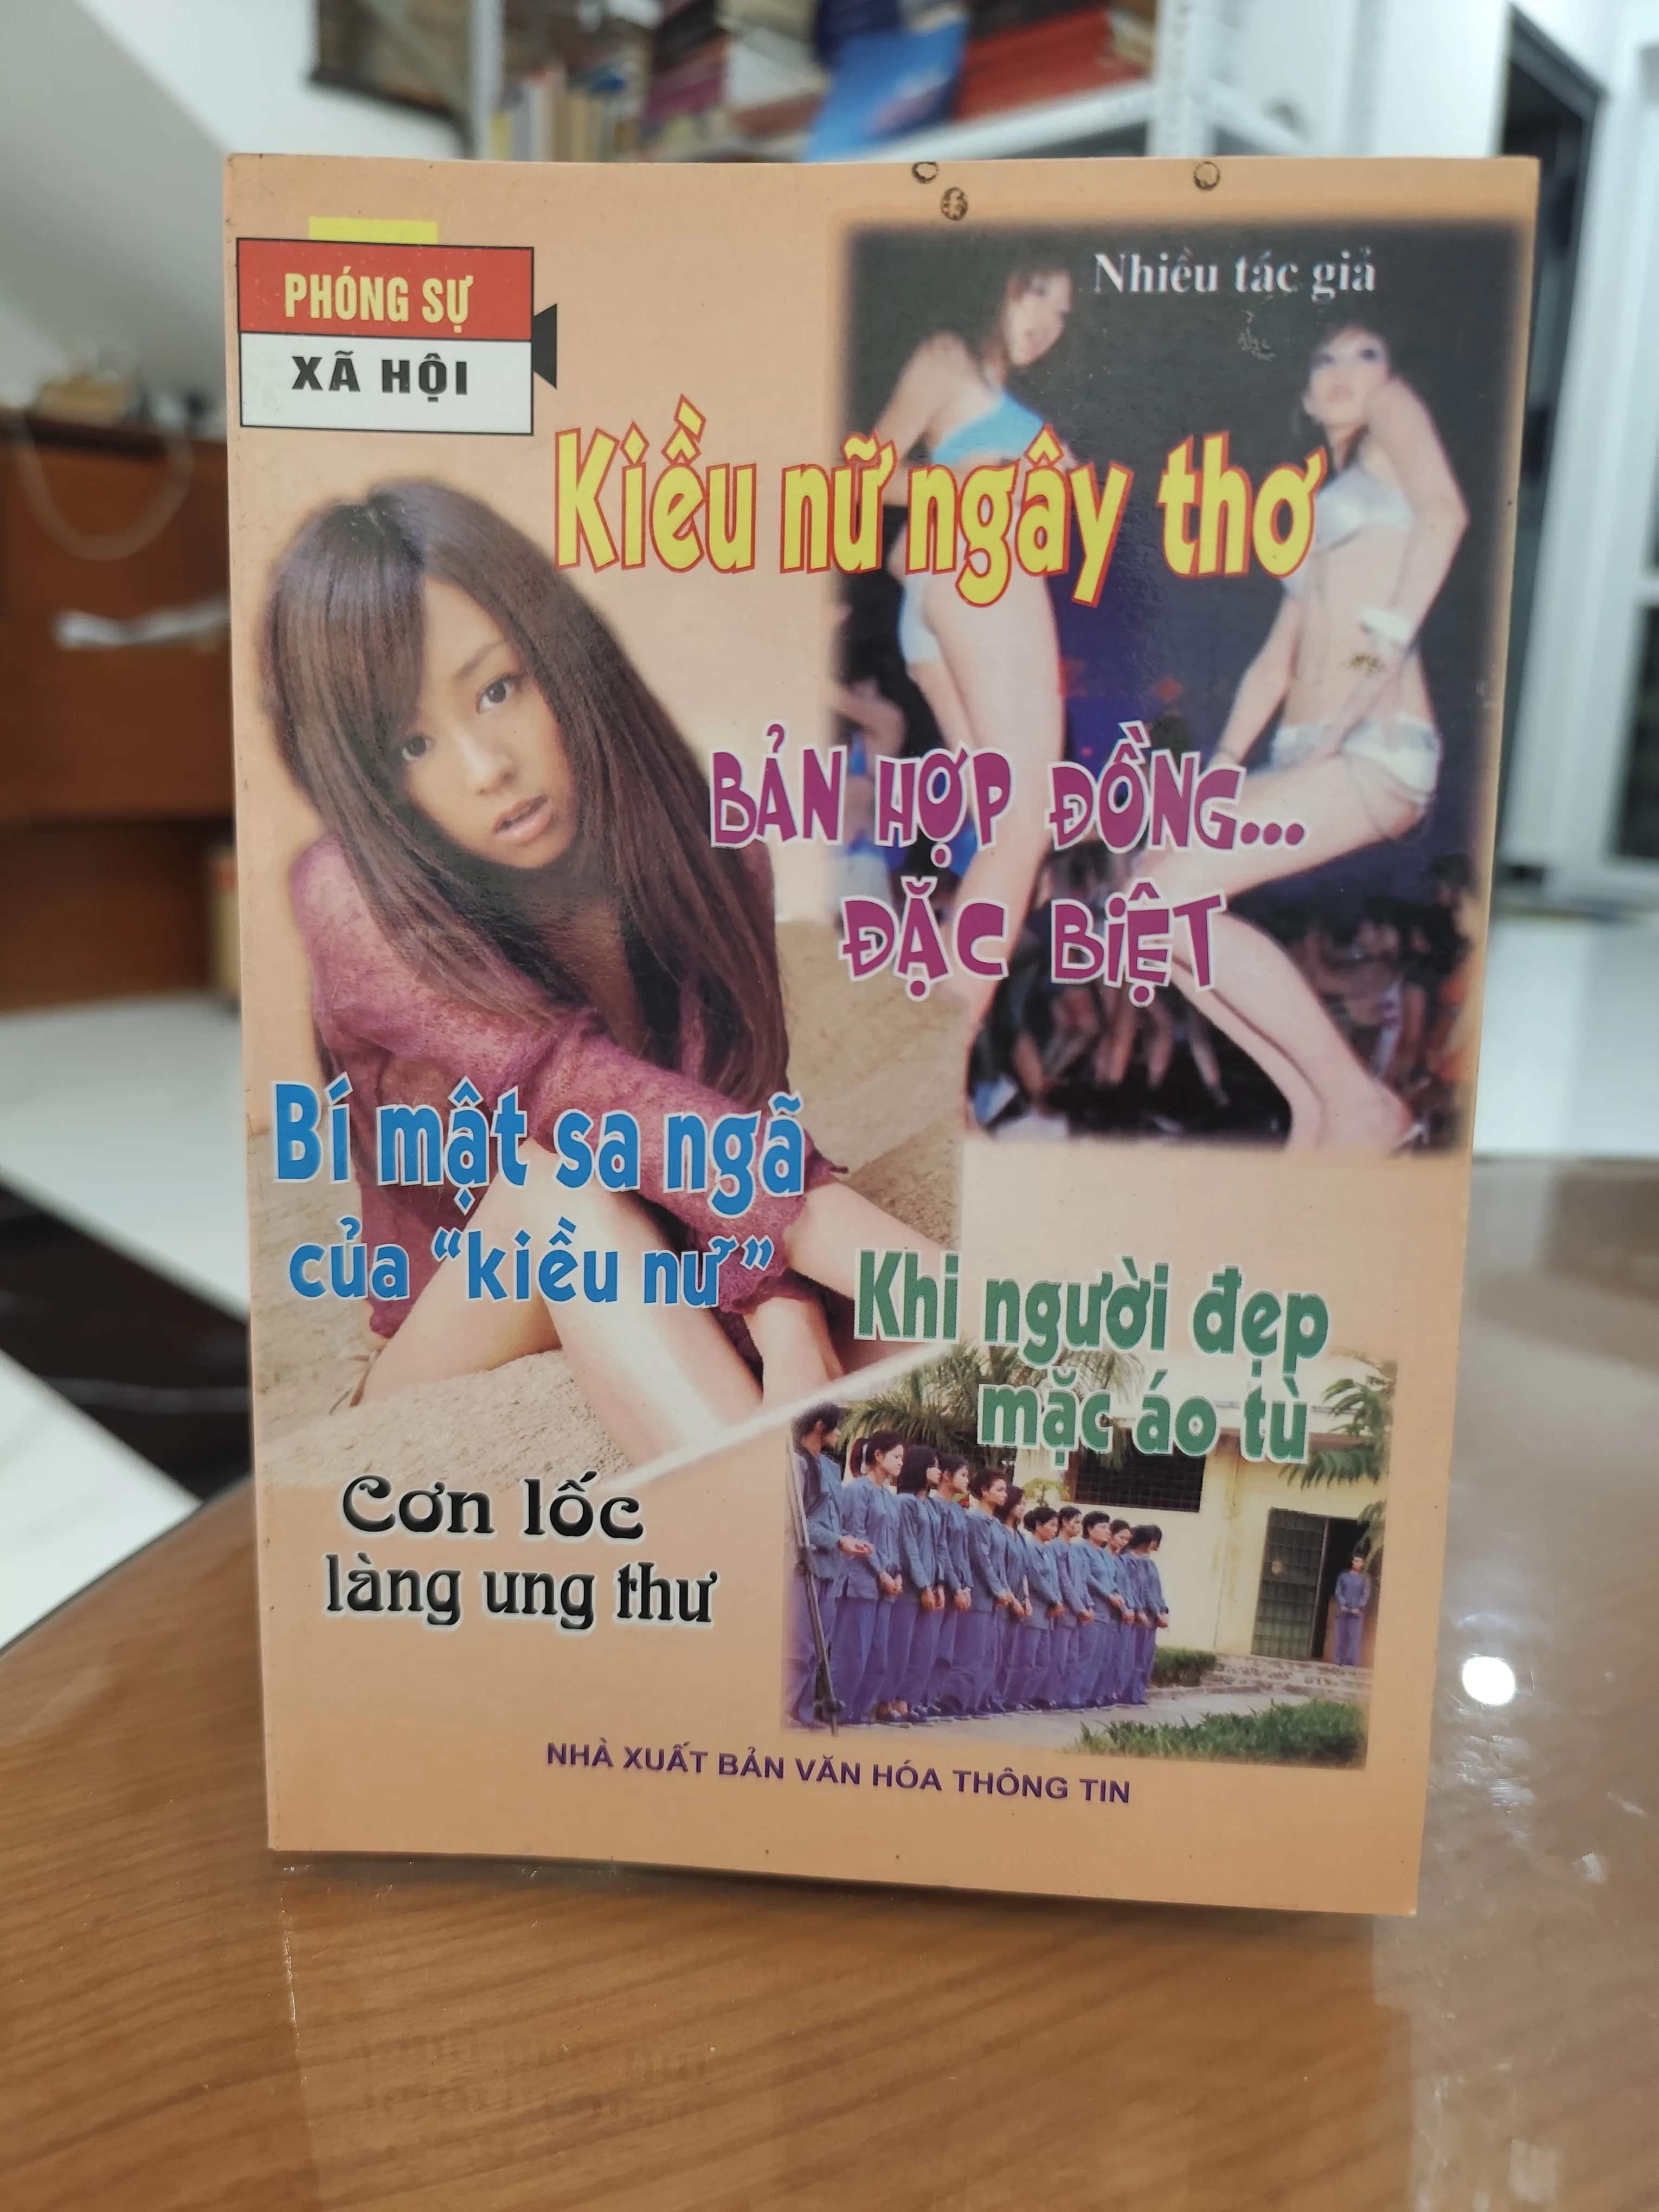 PHÓNG SỰ
XÃ HỘI
Nhiều tác giả
Kiều nữ ngây thơ
BẢN HỢP ĐỒNG...
ĐẶC BIỆT
Bí mật sa ngã
của "kiều nữ"
Khi người đẹp
mặc áo tù
Cơn lốc
làng ung thư
NHÀ XUẤT BẢN VĂN HÓA THÔNG TIN